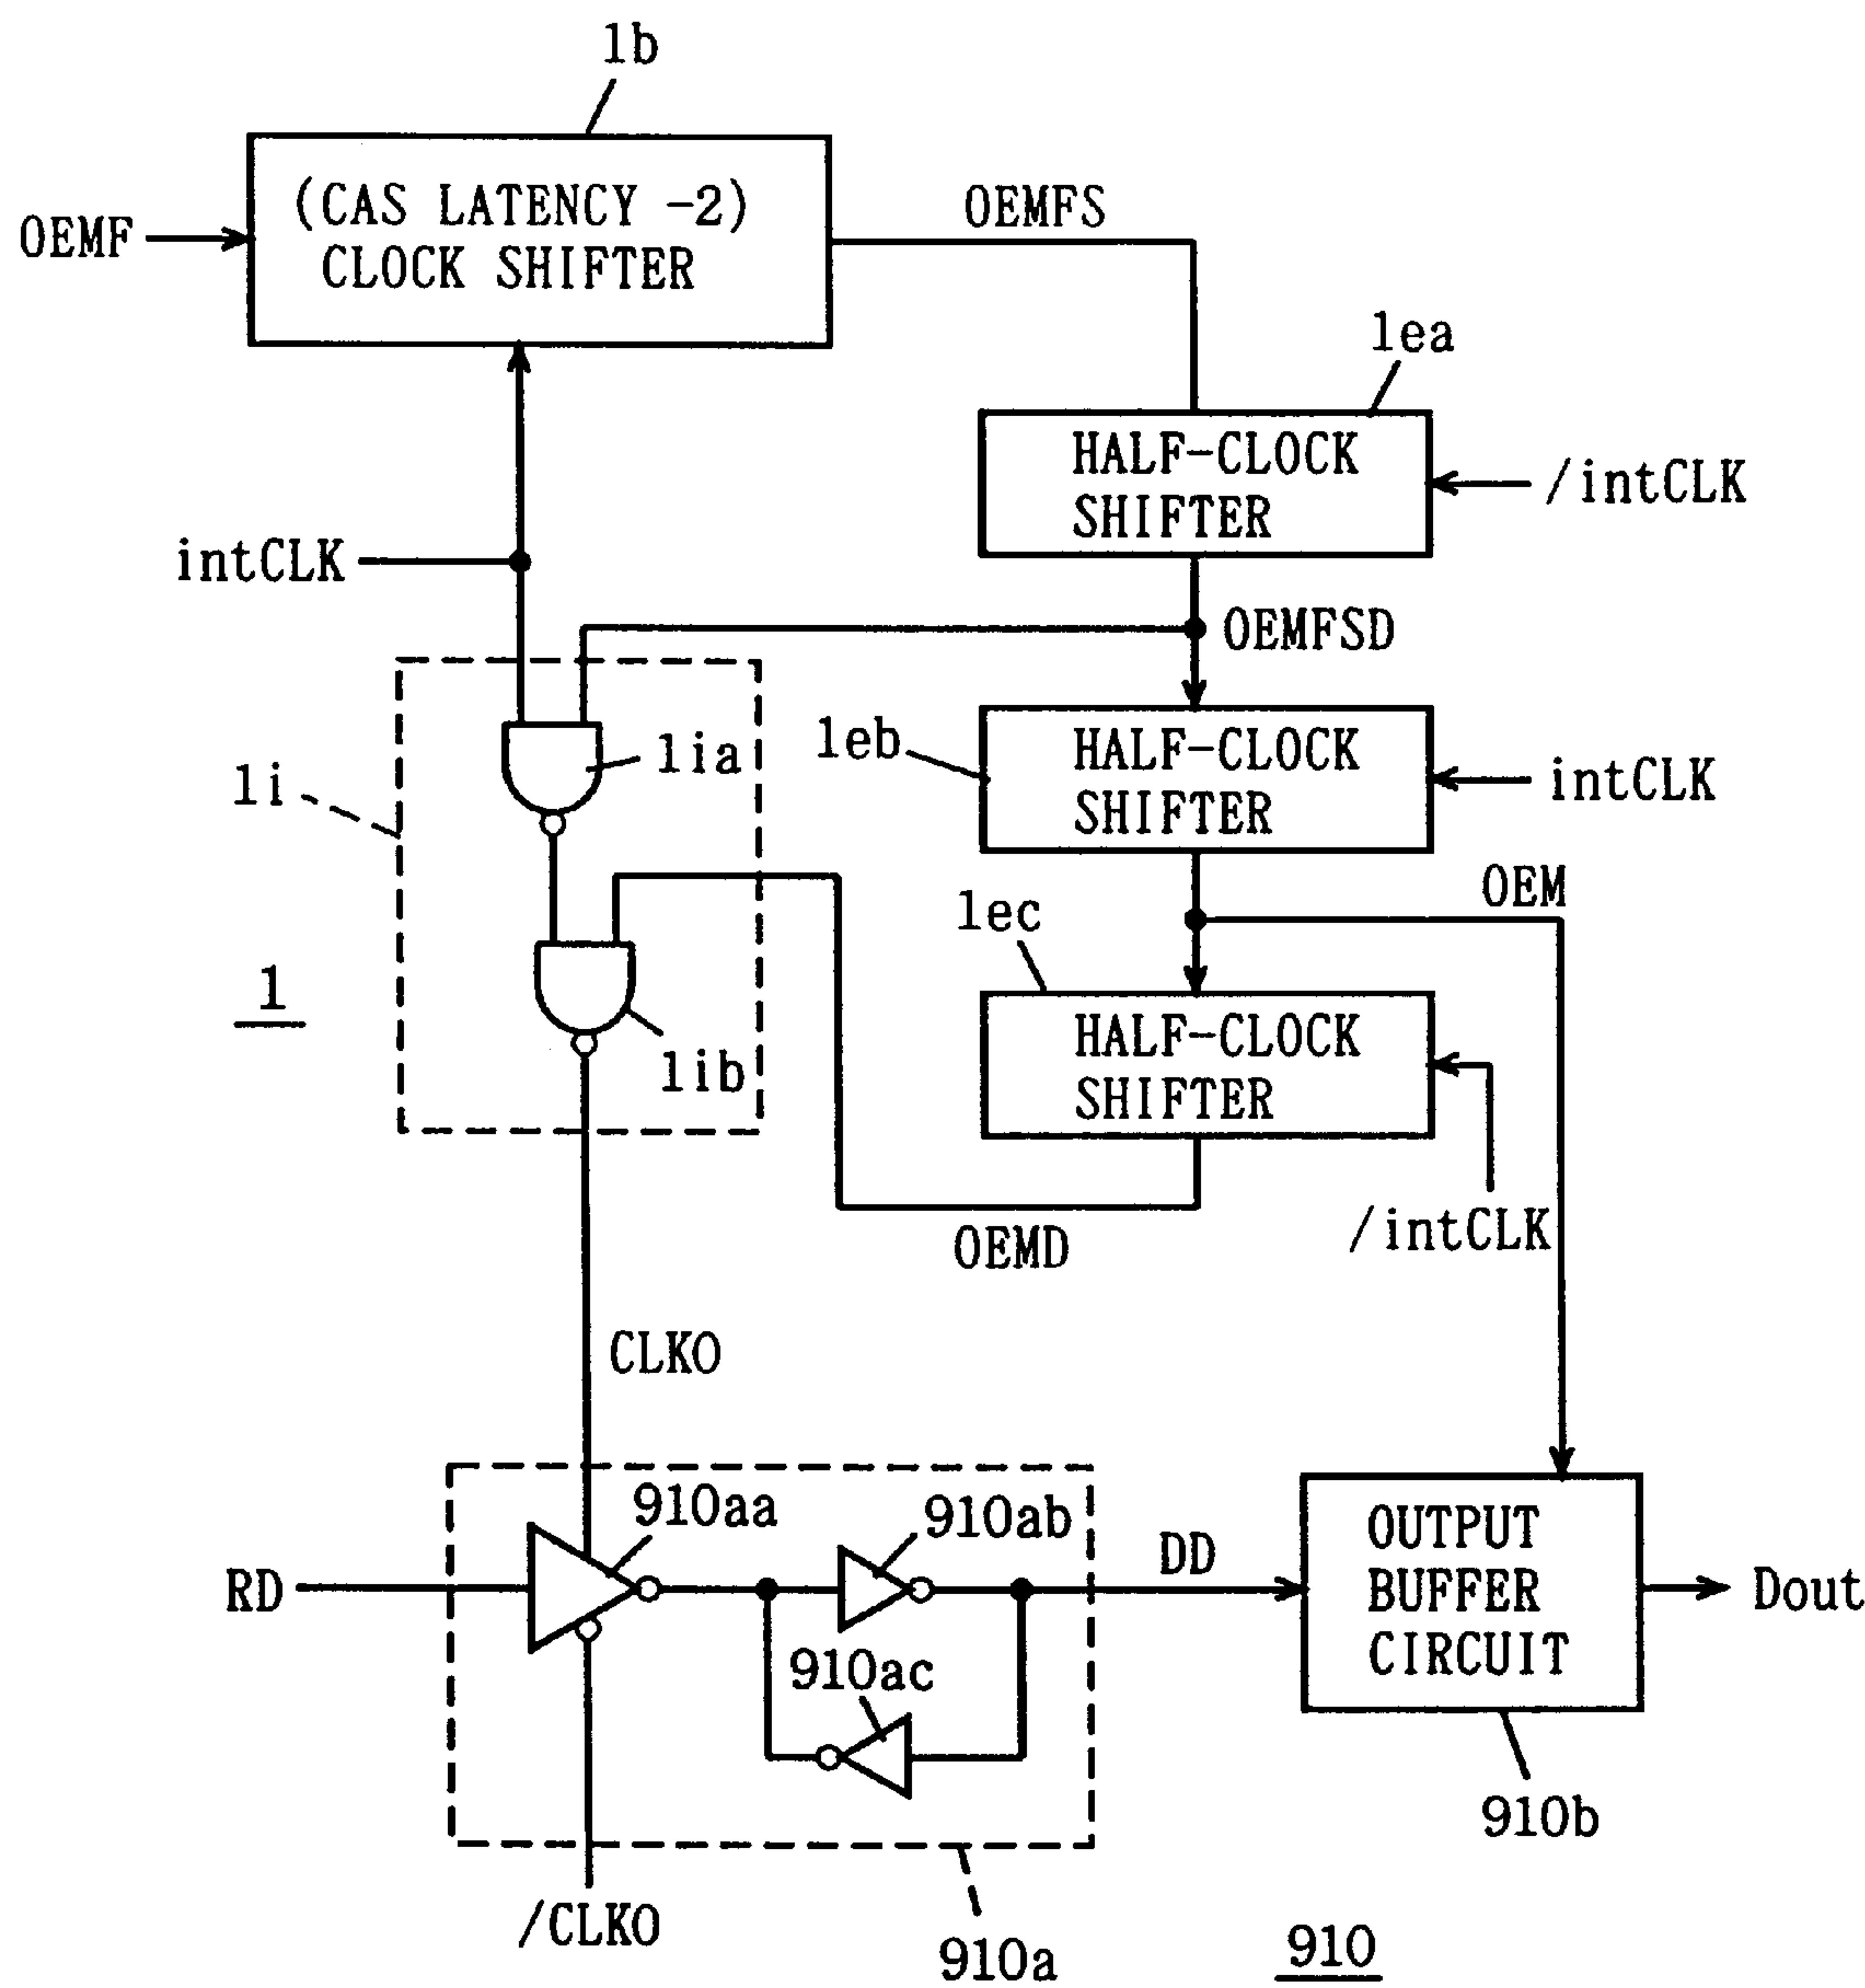 1b
(CAS LATENCY -2)
CLOCK SHIFTER
OEMF
OEMFS
1ea
HALF-CLOCK
SHIFTER
/intCLK
intCLK
OEMFSD
1i
1ia
1eb
HALF-CLOCK
SHIFTER
intCLK
OEM
1ec
1
1ib
HALF-CLOCK
SHIFTER
/intCLK
OEMD
CLKO
910aa
910ab
RD
DD
OUTPUT
BUFFER
CIRCUIT
Dout
910ac
910b
/CLKO
910a
910